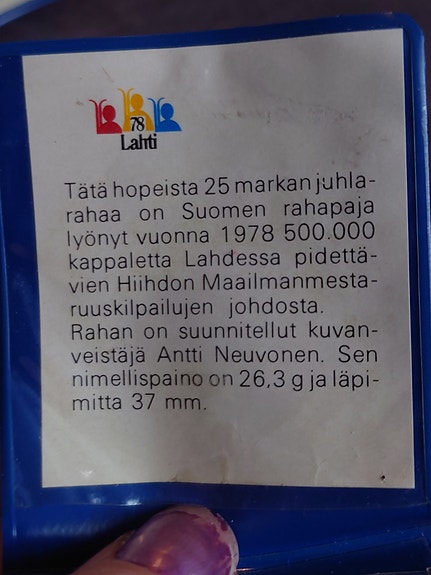 78
Lahti
Tätä hopeista 25 markan juhla-
rahaa on Suomen rahapaja
lyönyt vuonna 1978 500.000
kappaletta Lahdessa pidettä-
vien Hiihdon Maailmanmesta-
ruuskilpailujen johdosta.
Rahan on suunnitellut kuvan-
veistäjä Antti Neuvonen. Sen
nimellispaino on 26,3 g ja läpi-
mitta 37 mm.